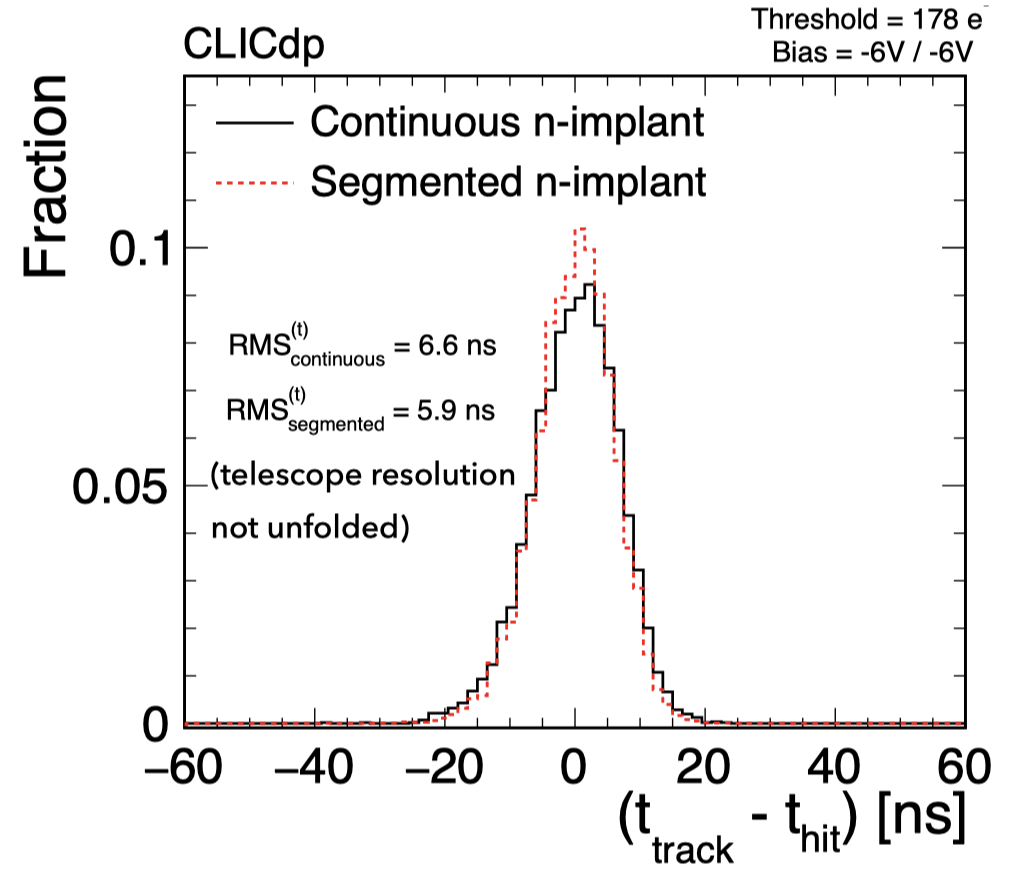 Threshold = 178 e⁻
CLICdp
Bias = -6V / -6V
Fraction
Continuous n-implant
Segmented n-implant
0.1
RMS^(t)_continuous = 6.6 ns
RMS^(t)_segmented = 5.9 ns
0.05
(telescope resolution
not unfolded)
0
−60 −40 −20 0 20 40 60
(t_track - t_hit) [ns]